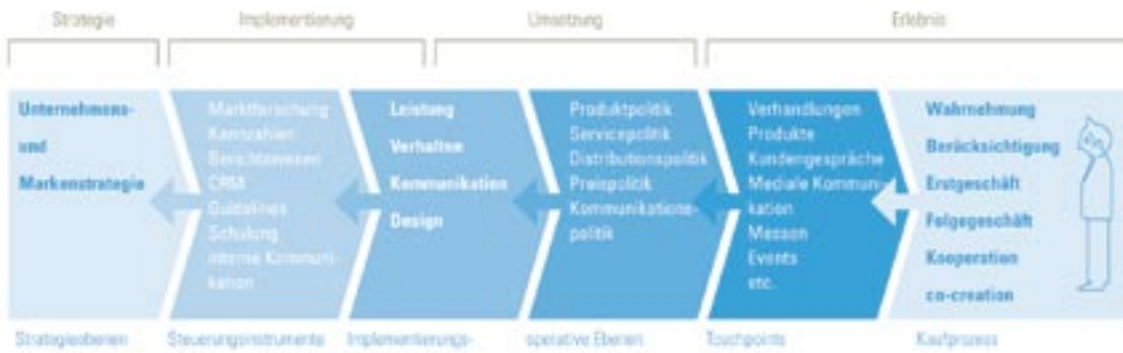 Strategie
Implementierung
Umsetzung
Erlebnis
Unternehmens-
und
Markenstrategie
Marktforschung
Kennzahlen
Berichtswesen
CRM
Guidelines
Schulung
interne Kommuni-
kation
Leistung
Verhalten
Kommunikation
Design
Produktpolitik
Servicepolitik
Distributionspolitik
Preispolitik
Kommunikations-
politik
Verhandlungen
Produkte
Kundengespräche
Mediale Kommuni-
kation
Messen
Events
etc.
Wahrnehmung
Berücksichtigung
Erstgeschäft
Folgegeschäft
Kooperation
co-creation
Strategieebenen
Steuerungsinstrumente
Implementierungs-
operative Ebenen
Touchpoints
Kaufprozess